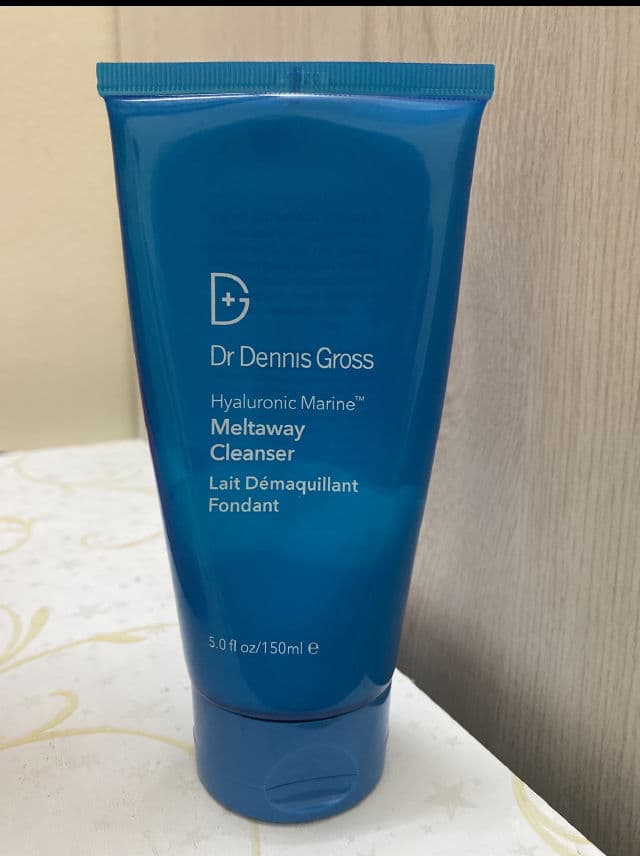 Dr Dennis Gross
Hyaluronic Marine™
Meltaway
Cleanser
Lait Démaquillant
Fondant
5.0 fl oz/150ml ℮